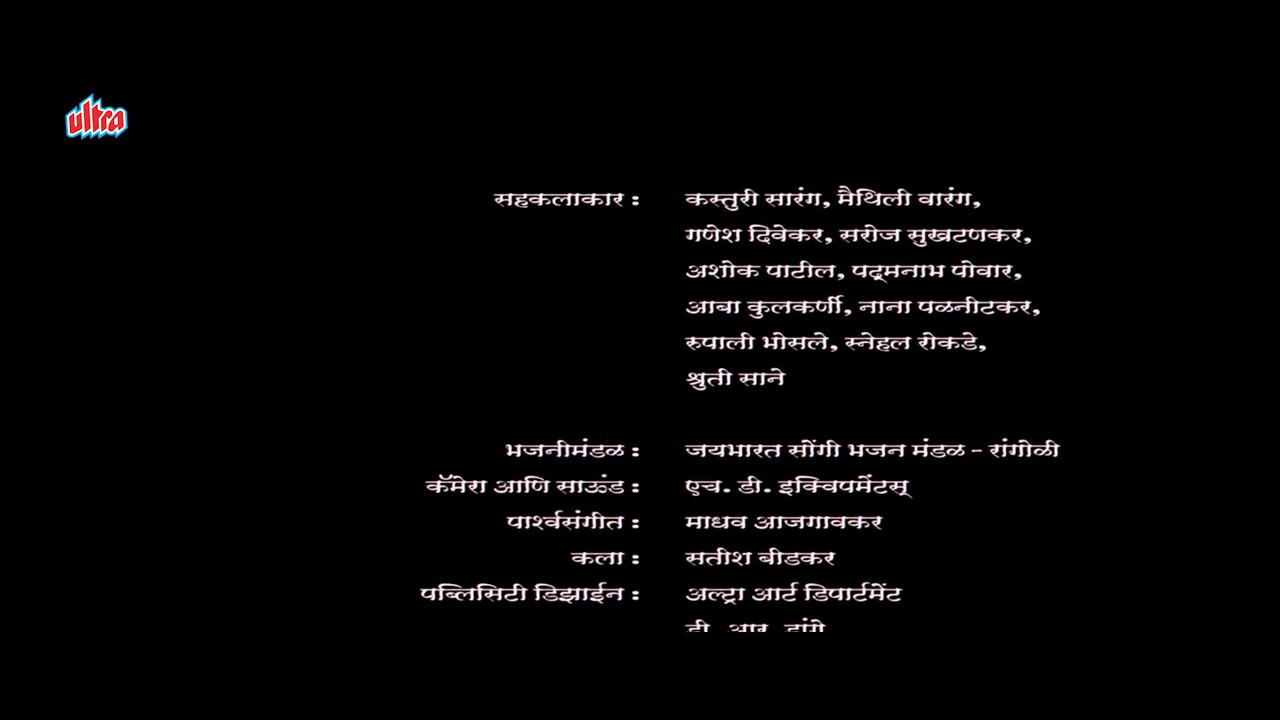 ultra
सहकलाकार : कस्तुरी सारंग, मैथिली वारंग,
गणेश दिवेकर, सरोज सुखटणकर,
अशोक पाटील, पद्मनाभ पोवार,
आबा कुलकर्णी, नाना पळनीटकर,
रुपाली भोसले, स्नेहल रोकडे,
श्रुती साने
भजनीमंडळ : जयभारत सोंगी भजन मंडळ - रांगोळी
कॅमेरा आणि साऊंड : एच. डी. इक्विपमेंटस्
पार्श्वसंगीत : माधव आजगावकर
कला : सतीश बीडकर
पब्लिसिटी डिझाईन : अल्ट्रा आर्ट डिपार्टमेंट
डी. आर. डांगे